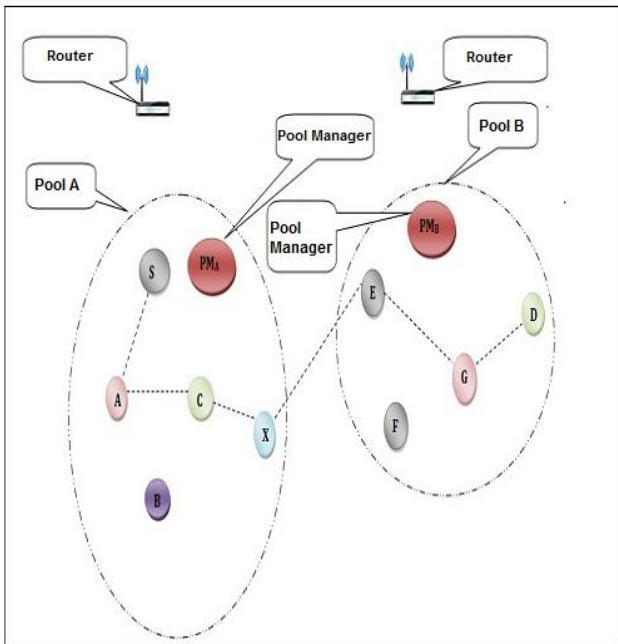 Router
Router
Pool Manager
Pool B
Pool A
Pool
Manager
PMB
PMA
S
E
D
G
A
C
X
F
B